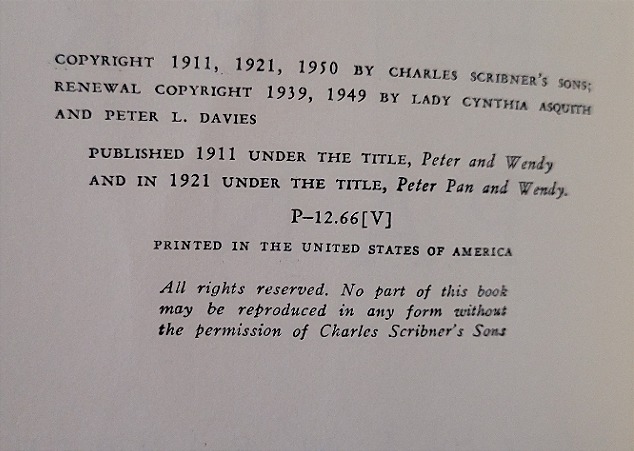 COPYRIGHT 1911, 1921, 1950 BY CHARLES SCRIBNER'S SONS;
RENEWAL COPYRIGHT 1939, 1949 BY LADY CYNTHIA ASQUITH
AND PETER L. DAVIES
PUBLISHED 1911 UNDER THE TITLE, Peter and Wendy
AND IN 1921 UNDER THE TITLE, Peter Pan and Wendy.
P–12.66[V]
PRINTED IN THE UNITED STATES OF AMERICA
All rights reserved. No part of this book
may be reproduced in any form without
the permission of Charles Scribner's Sons